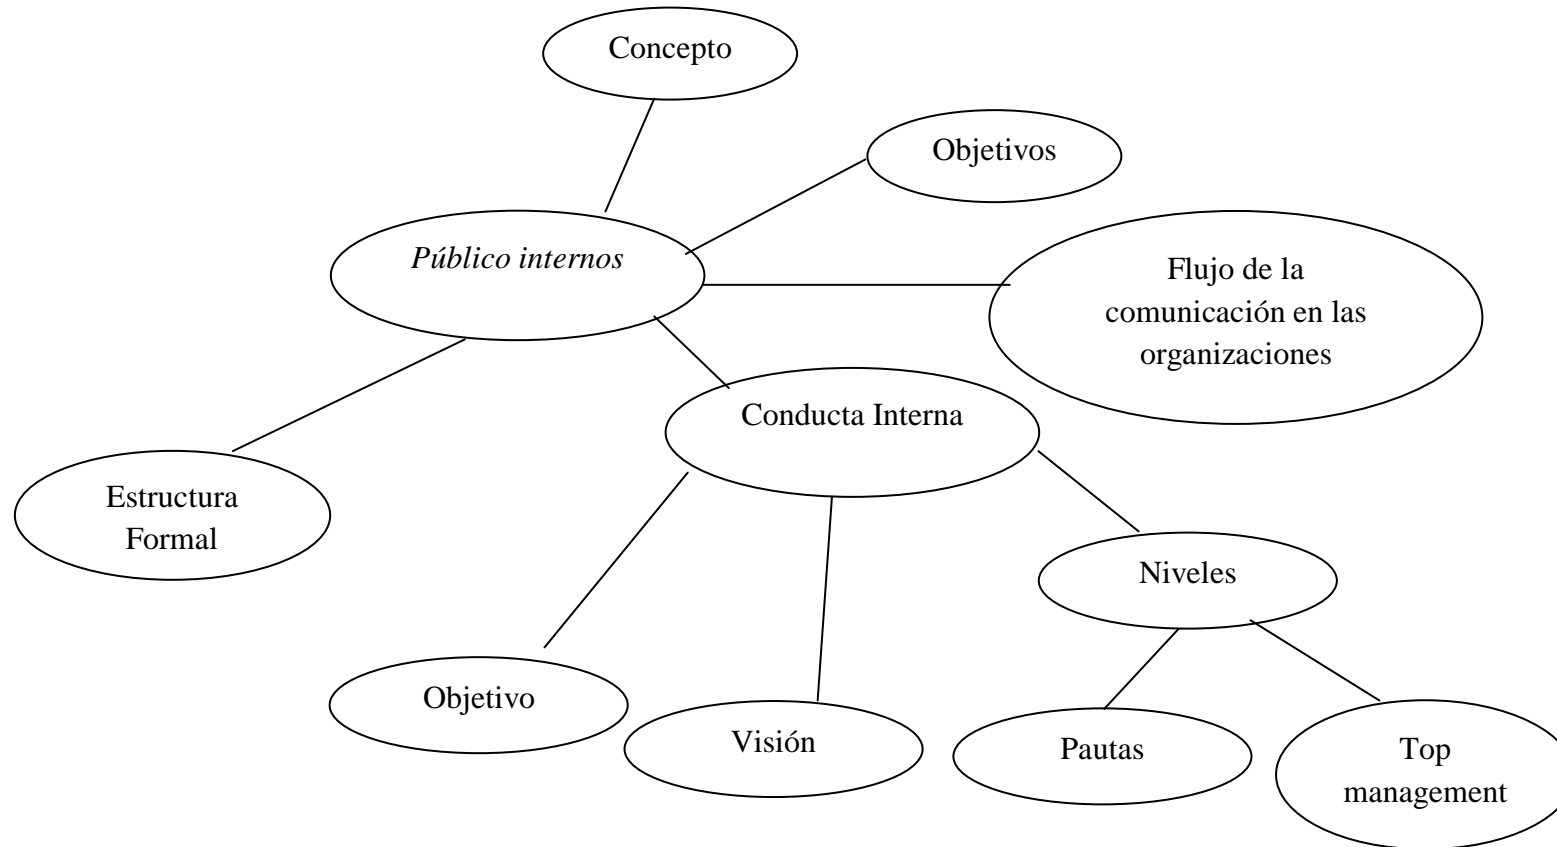 Concepto
Objetivos
Público internos
Flujo de la
comunicación en las
organizaciones
Conducta Interna
Estructura
Formal
Niveles
Objetivo
Visión
Pautas
Top
management